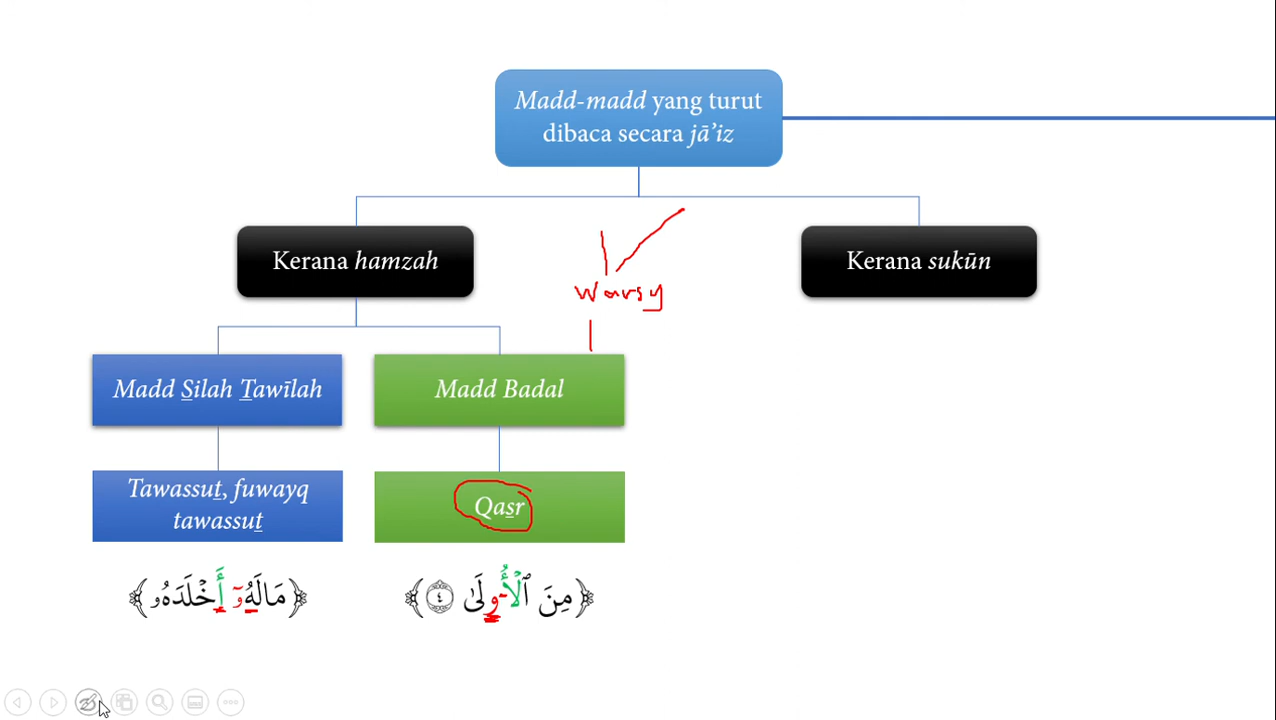 Madd-madd yang turut
dibaca secara jā’iz
Kerana hamzah
Kerana sukūn
Warsy
Madd Silah Tawīlah
Madd Badal
Tawassut, fuwayq
tawassut
Qasr
﴿مَالَهُۥٓ أَخۡلَدَهُۥ﴾
﴿مِنَ ٱلۡأُولَىٰ ٤﴾